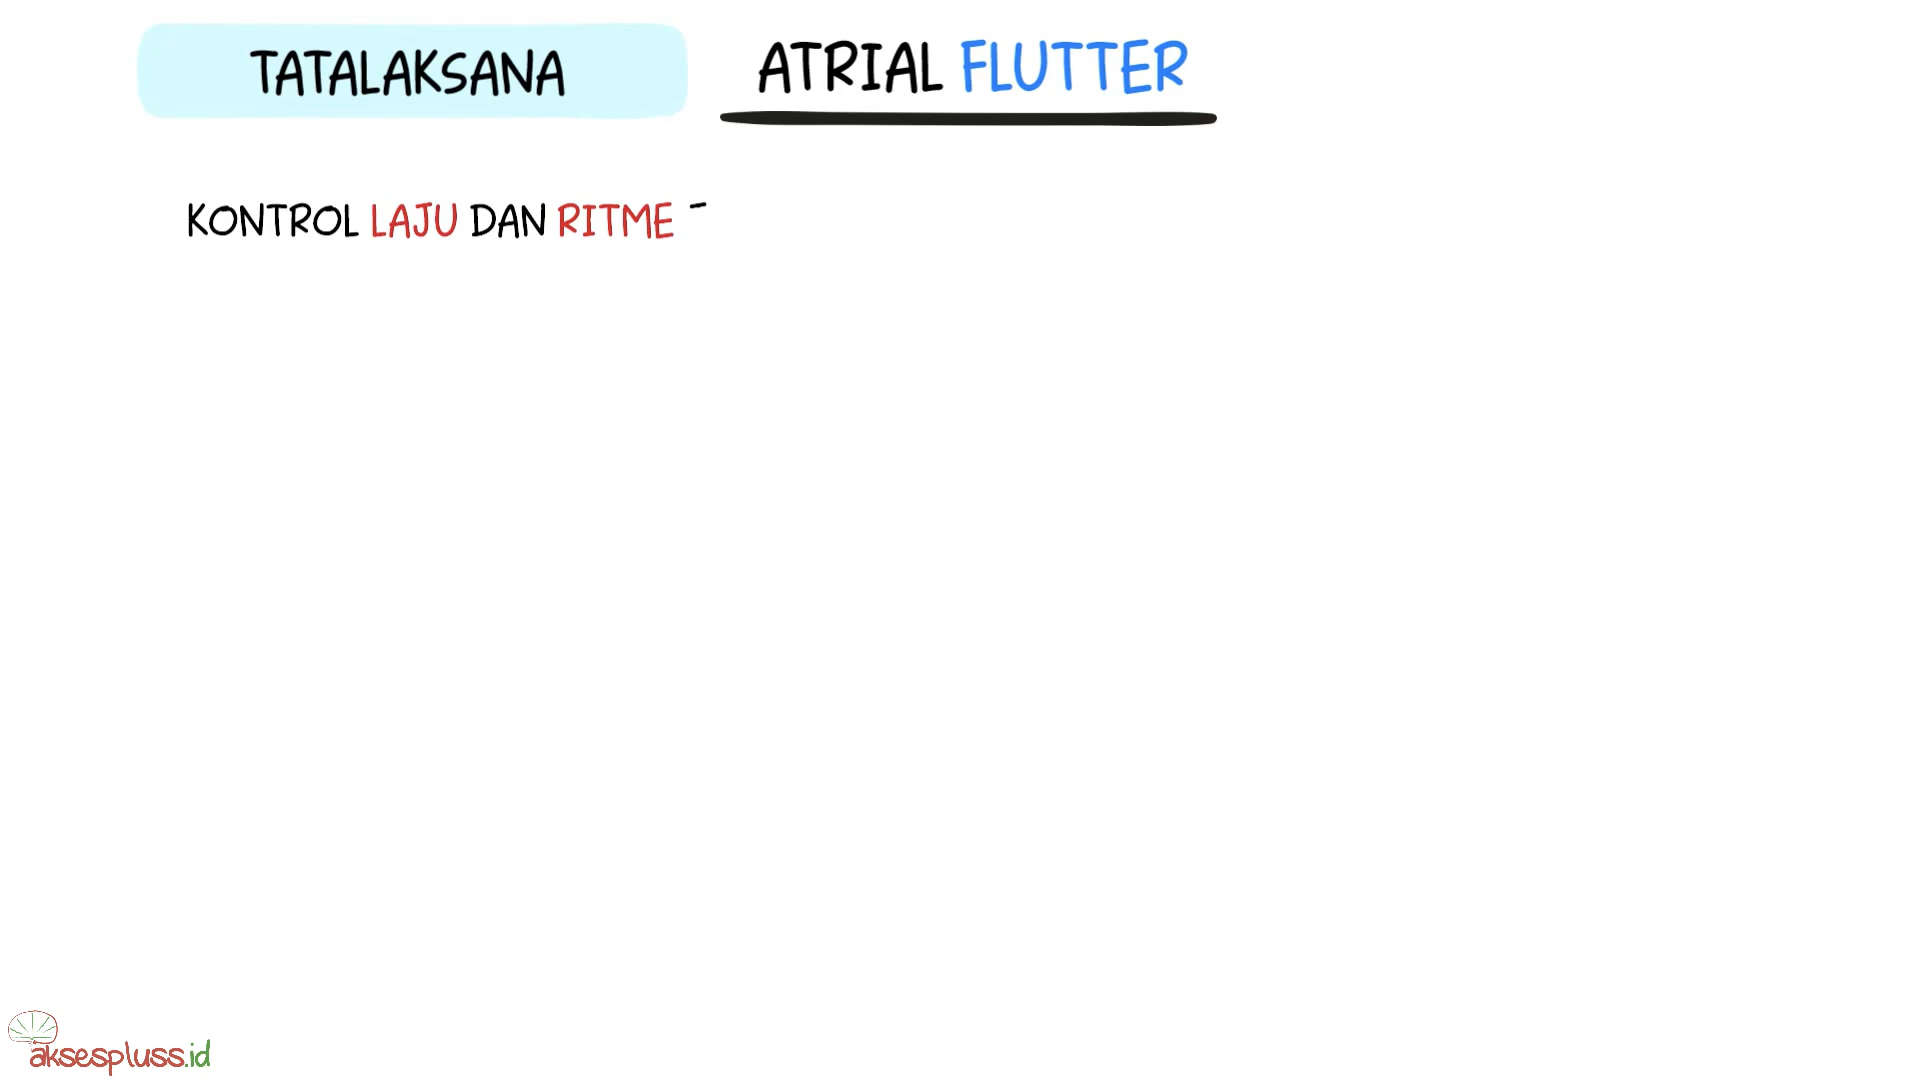 TATALAKSANA ATRIAL FLUTTER
KONTROL LAJU DAN RITME -
aksespluss.id